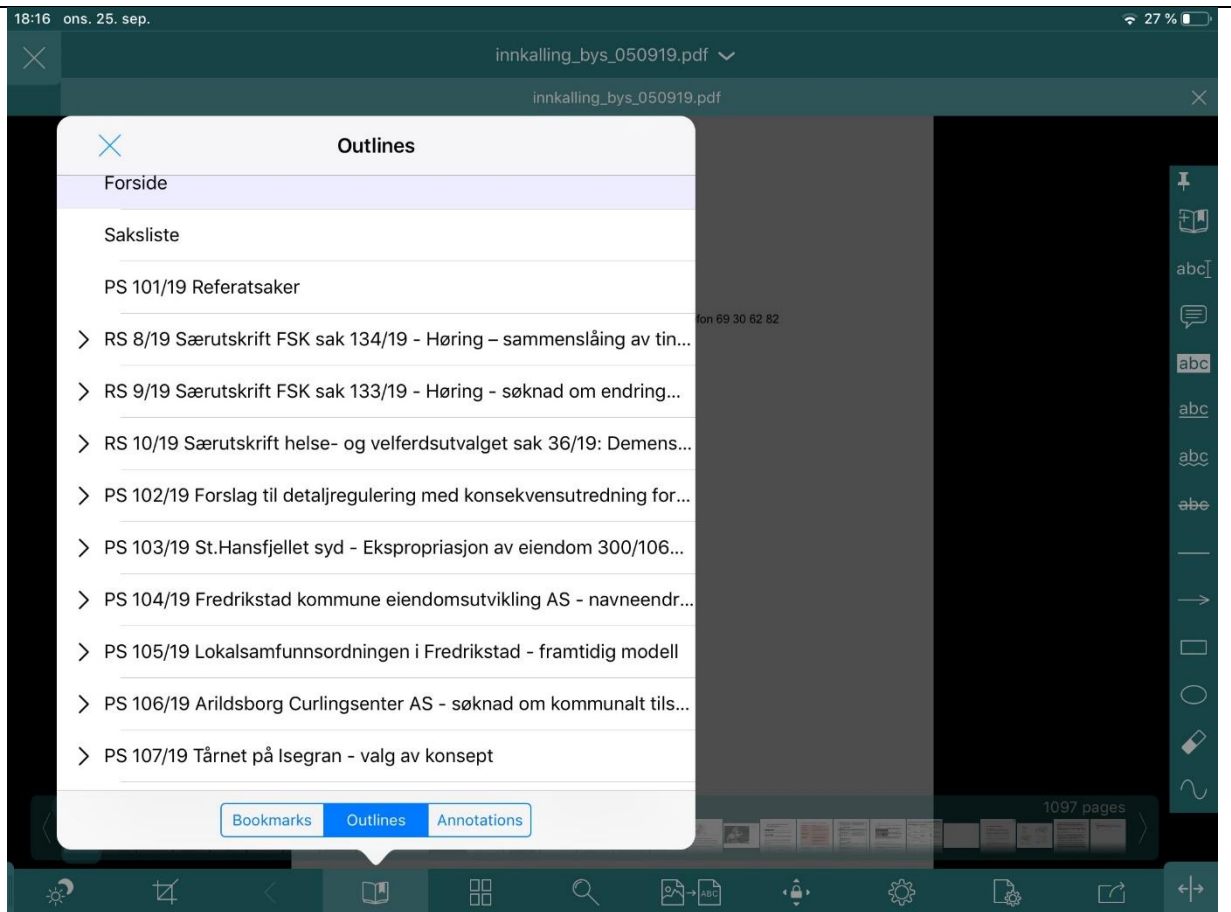 18:16 ons. 25. sep.
27 %
innkalling_bys_050919.pdf
innkalling_bys_050919.pdf
Outlines
Forside
Saksliste
PS 101/19 Referatsaker
fon 69 30 62 82
RS 8/19 Særutskrift FSK sak 134/19 - Høring – sammenslåing av tin...
RS 9/19 Særutskrift FSK sak 133/19 - Høring - søknad om endring...
RS 10/19 Særutskrift helse- og velferdsutvalget sak 36/19: Demens...
PS 102/19 Forslag til detaljregulering med konsekvensutredning for...
PS 103/19 St.Hansfjellet syd - Ekspropriasjon av eiendom 300/106...
PS 104/19 Fredrikstad kommune eiendomsutvikling AS - navneendr...
PS 105/19 Lokalsamfunnsordningen i Fredrikstad - framtidig modell
PS 106/19 Arildsborg Curlingsenter AS - søknad om kommunalt tils...
PS 107/19 Tårnet på Isegran - valg av konsept
abc
abc
abc
abc
abc
1097 pages
Bookmarks Outlines Annotations
ABC